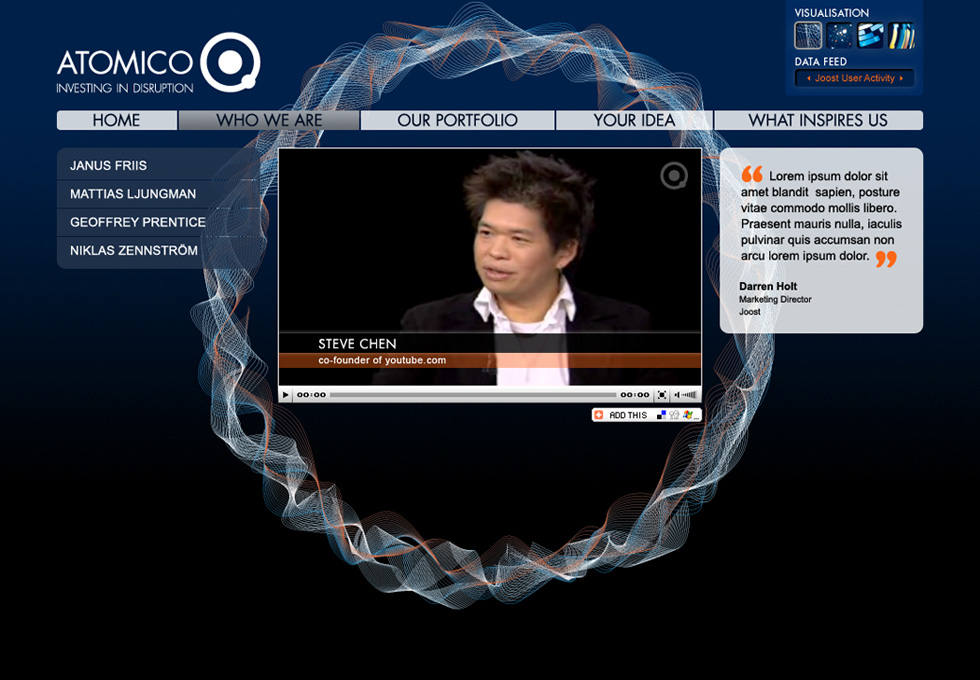 ATOMICO
INVESTING IN DISRUPTION
VISUALISATION
DATA FEED
Joost User Activity
HOME
WHO WE ARE
OUR PORTFOLIO
YOUR IDEA
WHAT INSPIRES US
JANUS FRIIS
MATTIAS LJUNGMAN
GEOFFREY PRENTICE
NIKLAS ZENNSTRÖM
STEVE CHEN
co-founder of youtube.com
00:00
00:00
ADD THIS
“ Lorem ipsum dolor sit
amet blandit sapien, posture
vitae commodo mollis libero.
Praesent mauris nulla, iaculis
pulvinar quis accumsan non
arcu lorem ipsum dolor. ”
Darren Holt
Marketing Director
Joost